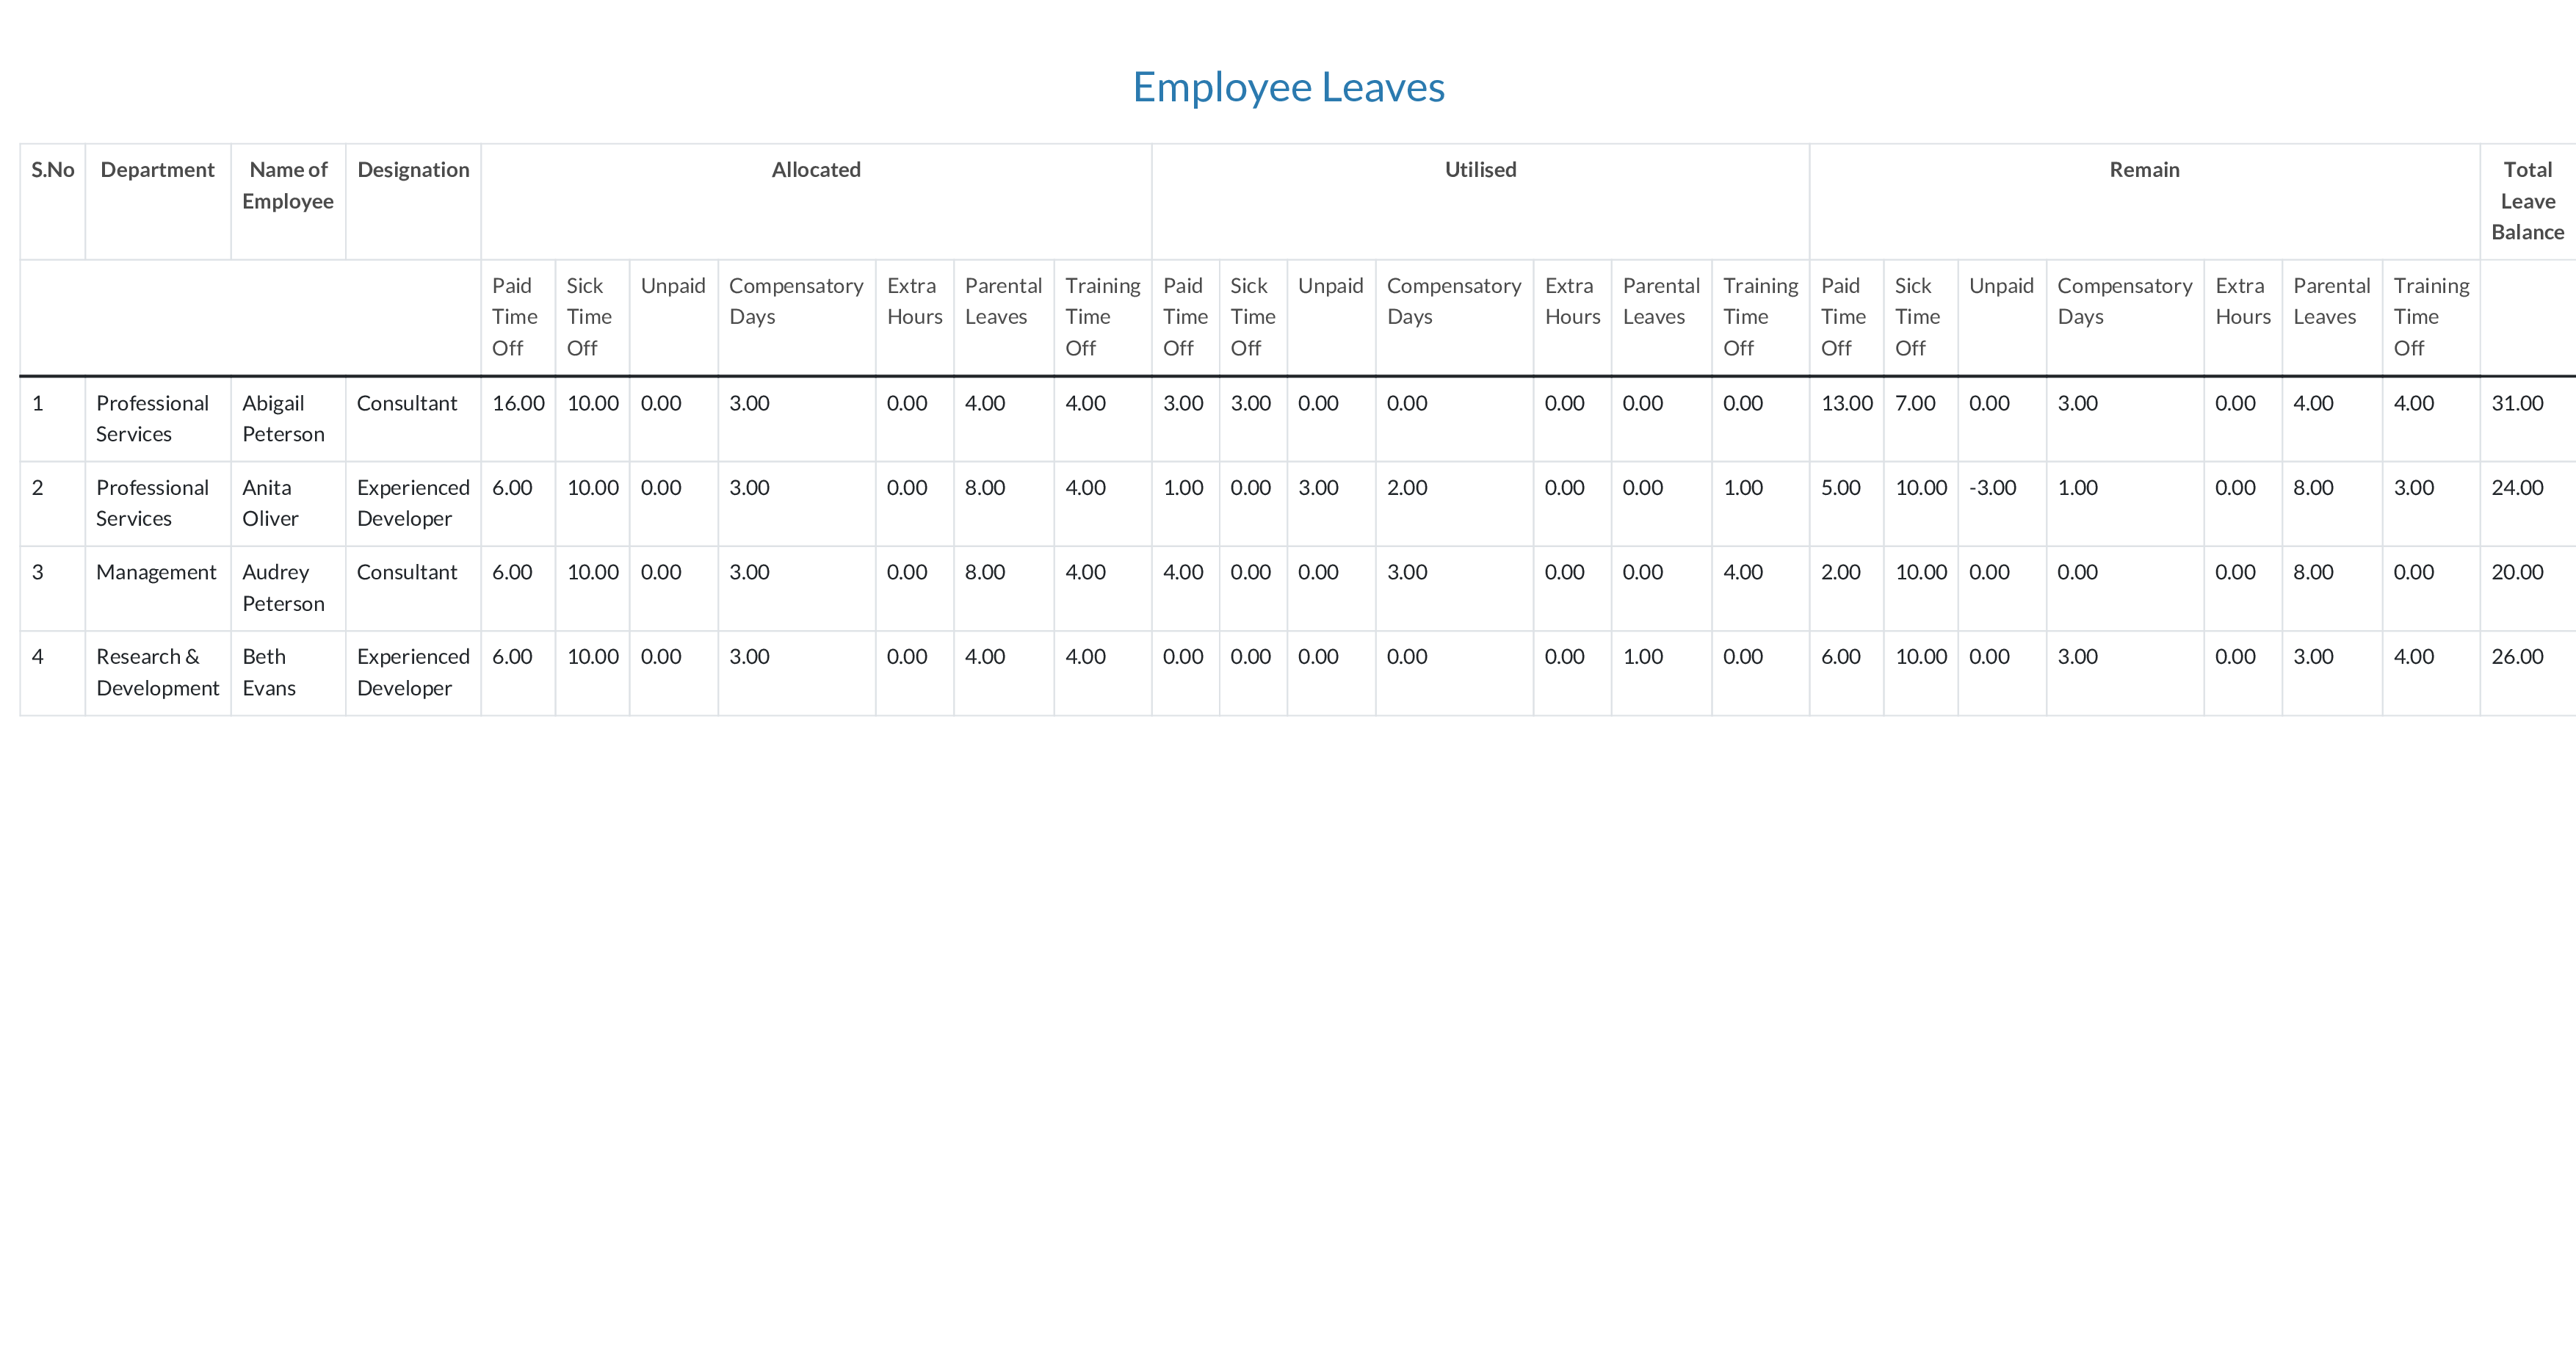 Employee Leaves
S.No Department Name of Employee Designation Allocated Utilised Remain Total Leave Balance
Paid Time Off Sick Time Off Unpaid Compensatory Days Extra Hours Parental Leaves Training Time Off Paid Time Off Sick Time Off Unpaid Compensatory Days Extra Hours Parental Leaves Training Time Off Paid Time Off Sick Time Off Unpaid Compensatory Days Extra Hours Parental Leaves Training Time Off
1 Professional Services Abigail Peterson Consultant 16.00 10.00 0.00 3.00 0.00 4.00 4.00 3.00 3.00 0.00 0.00 0.00 0.00 0.00 13.00 7.00 0.00 3.00 0.00 4.00 4.00 31.00
2 Professional Services Anita Oliver Experienced Developer 6.00 10.00 0.00 3.00 0.00 8.00 4.00 1.00 0.00 3.00 2.00 0.00 0.00 1.00 5.00 10.00 -3.00 1.00 0.00 8.00 3.00 24.00
3 Management Audrey Peterson Consultant 6.00 10.00 0.00 3.00 0.00 8.00 4.00 4.00 0.00 0.00 3.00 0.00 0.00 4.00 2.00 10.00 0.00 0.00 0.00 8.00 0.00 20.00
4 Research & Development Beth Evans Experienced Developer 6.00 10.00 0.00 3.00 0.00 4.00 4.00 0.00 0.00 0.00 0.00 0.00 1.00 0.00 6.00 10.00 0.00 3.00 0.00 3.00 4.00 26.00